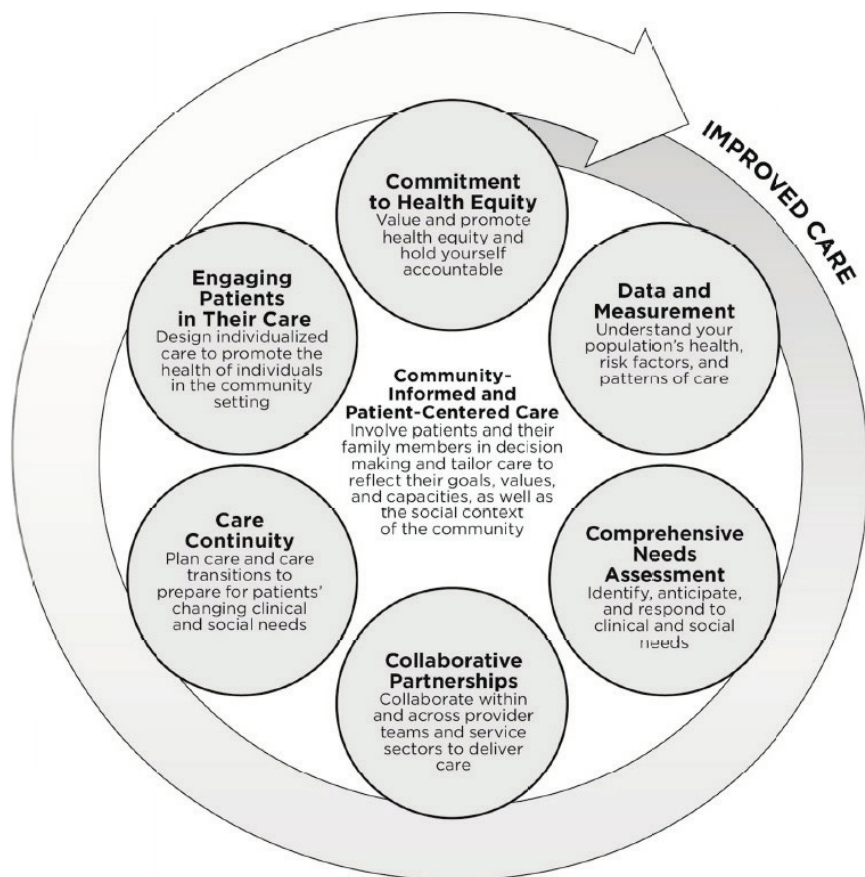 IMPROVED CARE
Commitment
to Health Equity
Value and promote
health equity and
hold yourself
accountable
Data and
Measurement
Understand your
population's health,
risk factors, and
patterns of care
Comprehensive
Needs
Assessment
Identify, anticipate,
and respond to
clinical and social
needs
Collaborative
Partnerships
Collaborate within
and across provider
teams and service
sectors to deliver
care
Care
Continuity
Plan care and care
transitions to
prepare for patients'
changing clinical
and social needs
Engaging
Patients
in Their Care
Design individualized
care to promote the
health of individuals
in the community
setting
Community-
Informed and
Patient-Centered Care
Involve patients and their
family members in decision
making and tailor care to
reflect their goals, values,
and capacities, as well as
the social context
of the community